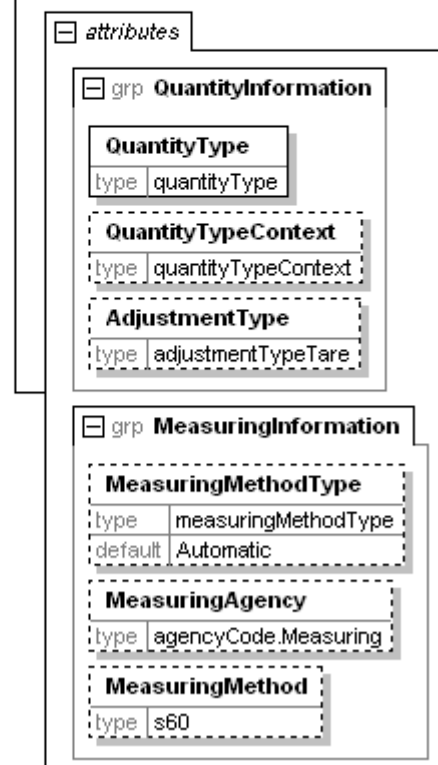 attributes
grp QuantityInformation
QuantityType
type quantityType
QuantityTypeContext
type quantityTypeContext
AdjustmentType
type adjustmentTypeTare
grp MeasuringInformation
MeasuringMethodType
type measuringMethodType
default Automatic
MeasuringAgency
type agencyCode.Measuring
MeasuringMethod
type s60